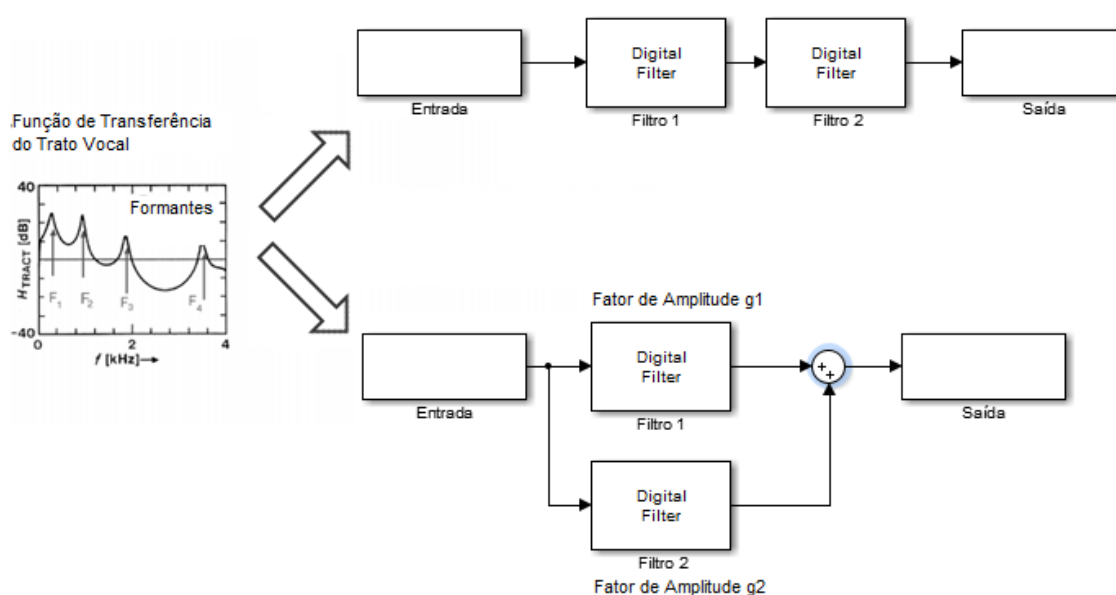 Digital
Filter
Digital
Filter
Entrada
Filtro 1
Filtro 2
Saída
.Função de Transferência
do Trato Vocal
40
Formantes
H TRACT [dB]
F1
F2
F3
F4
-40
0
2
4
f [kHz]→
Fator de Amplitude g1
Digital
Filter
+
+
Entrada
Filtro 1
Saída
Digital
Filter
Filtro 2
Fator de Amplitude g2